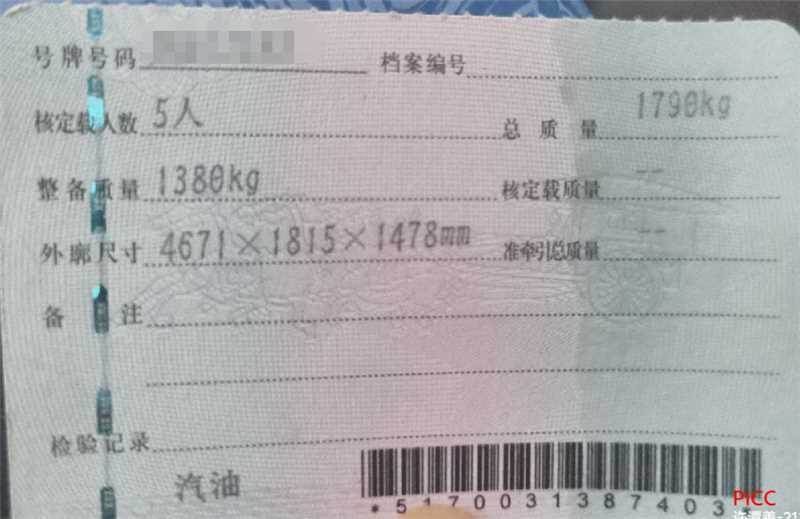 号牌号码 档案编号
核定载人数 5人 总质量 1790kg
整备质量 1380kg 核定载质量 --
外廓尺寸 4671×1815×1478mm 准牵引总质量 --
备注
检验记录
汽油
*5170031387403*
PICC